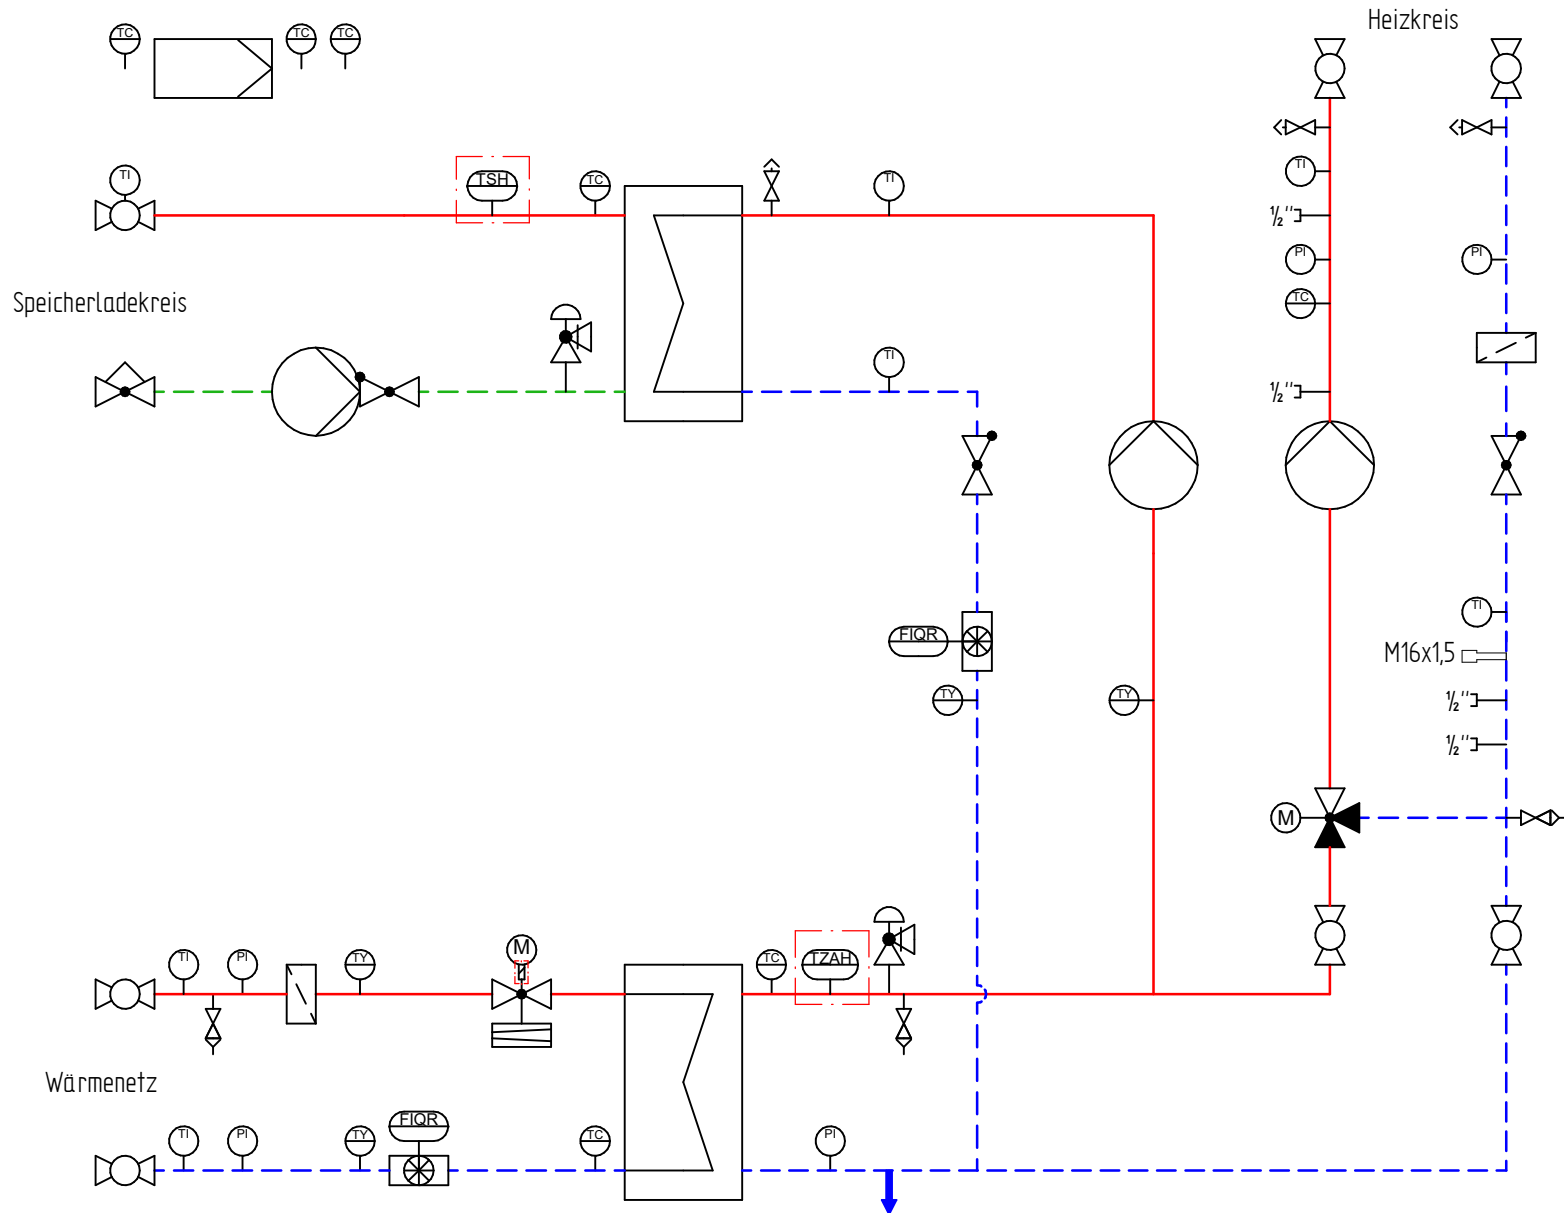 Heizkreis
TC
TC
TC
TI
TSH
TC
TI
TI
½''
PI
PI
TC
Speicherladekreis
TI
½''
TI
FIQR
M16x1,5
TY
TY
½''
½''
M
M
TI
PI
TY
TC
TZAH
Wärmenetz
FIQR
TI
PI
TY
TC
PI